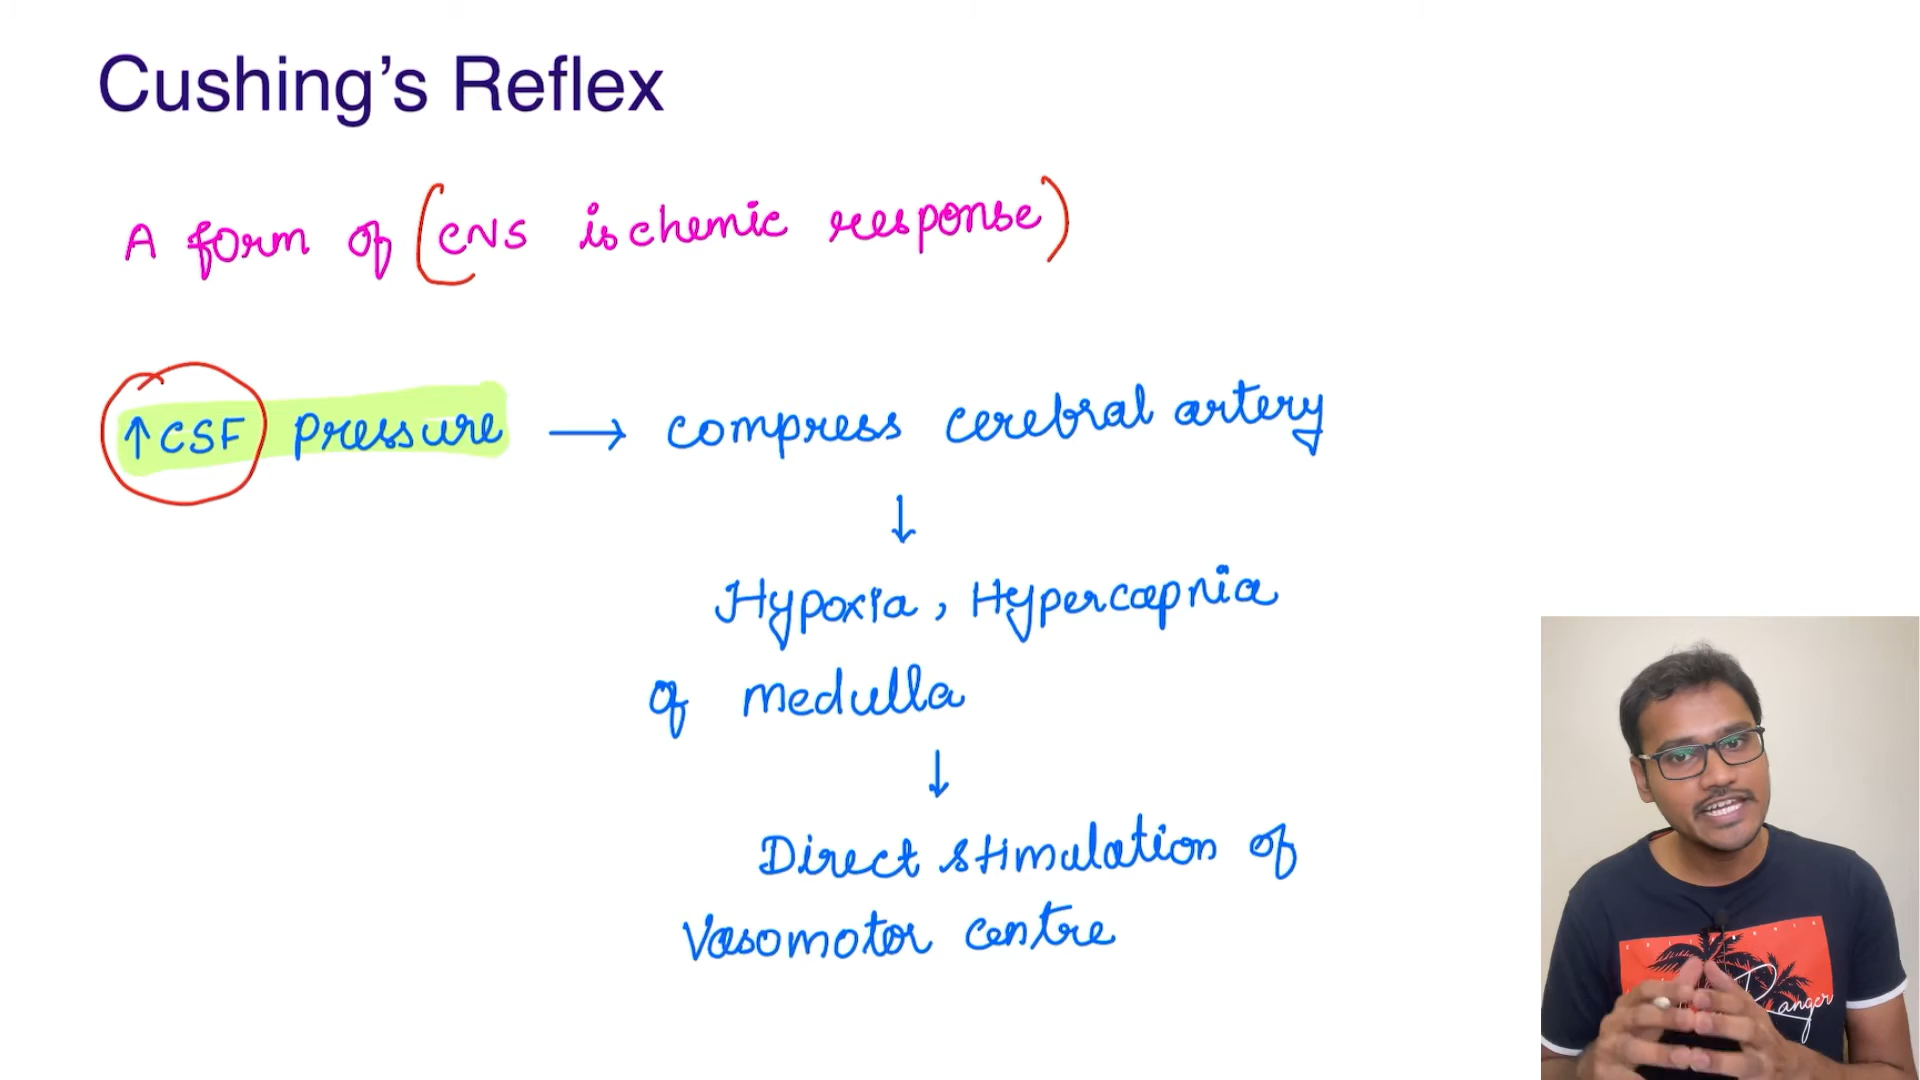 Cushing’s Reflex
A form of (CNS ischemic response)
↑CSF pressure → compress cerebral artery
↓
Hypoxia, Hypercapnia
of medulla
↓
Direct stimulation of
Vasomotor centre
Ranger